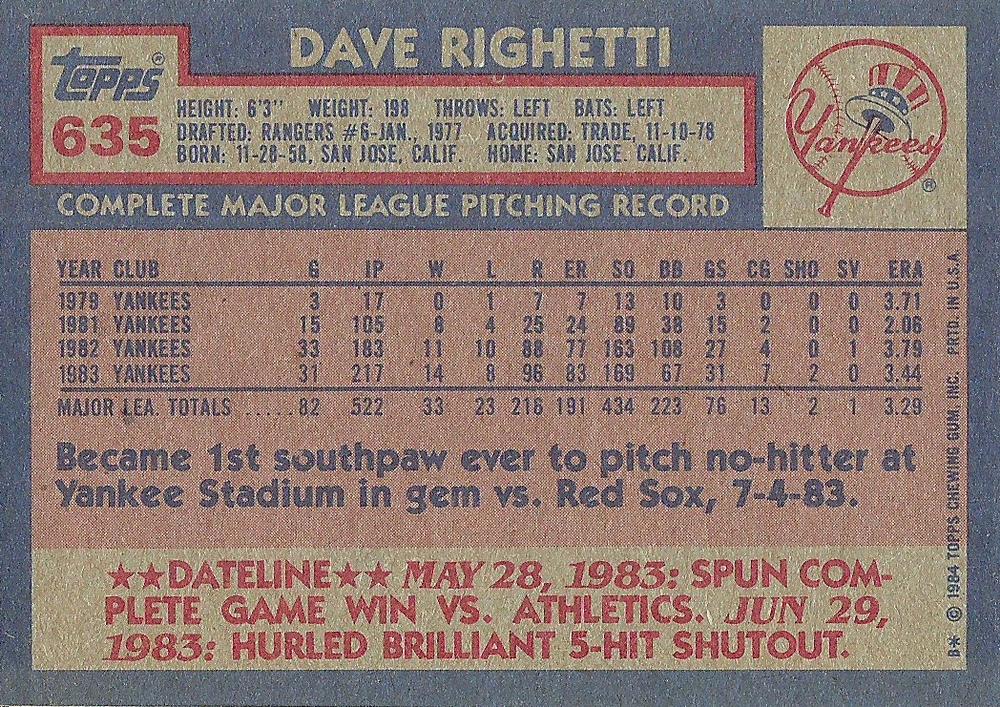 DAVE RIGHETTI
Topps®
635
HEIGHT: 6'3" WEIGHT: 198 THROWS: LEFT BATS: LEFT
DRAFTED: RANGERS #6-JAN., 1977 ACQUIRED: TRADE, 11-10-78
BORN: 11-28-58, SAN JOSE, CALIF. HOME: SAN JOSE. CALIF.
Yankees
®
COMPLETE MAJOR LEAGUE PITCHING RECORD
YEAR CLUB G IP W L R ER SO BB GS CG SHO SV ERA
1979 YANKEES 3 17 0 1 7 7 13 10 3 0 0 0 3.71
1981 YANKEES 15 105 8 4 25 24 89 38 15 2 0 0 2.06
1982 YANKEES 33 183 11 10 88 77 163 108 27 4 0 1 3.79
1983 YANKEES 31 217 14 8 96 83 169 67 31 7 2 0 3.44
MAJOR LEA. TOTALS .....82 522 33 23 216 191 434 223 76 13 2 1 3.29
Became 1st southpaw ever to pitch no-hitter at
Yankee Stadium in gem vs. Red Sox, 7-4-83.
★★DATELINE★★ MAY 28, 1983: SPUN COM-
PLETE GAME WIN VS. ATHLETICS. JUN 29,
1983: HURLED BRILLIANT 5-HIT SHUTOUT.
B* © 1984 TOPPS CHEWING GUM, INC. PRTD. IN U.S.A.